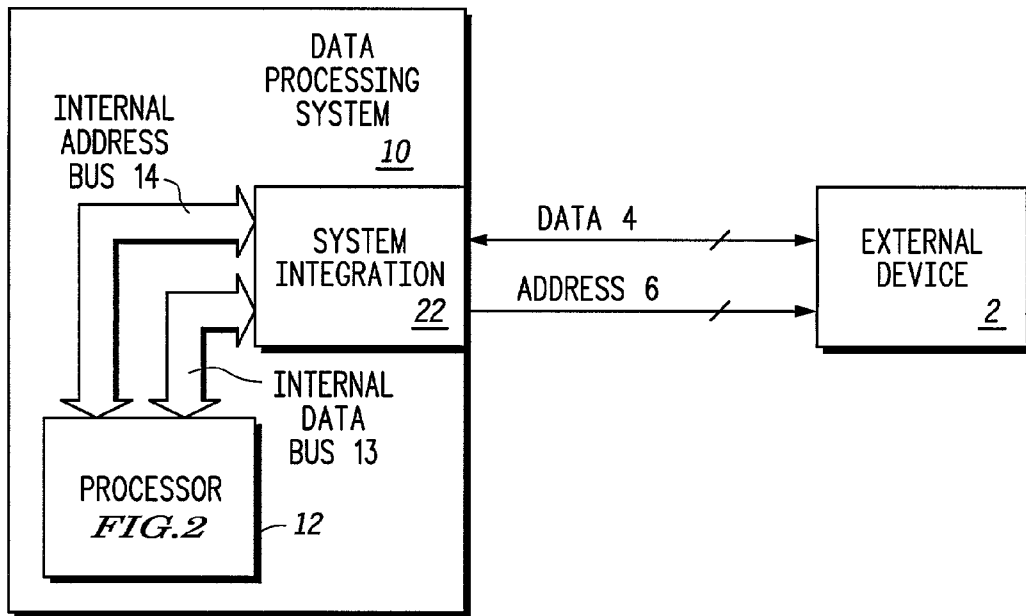 DATA
PROCESSING
SYSTEM
10
INTERNAL
ADDRESS
BUS 14
SYSTEM
INTEGRATION
22
DATA 4
ADDRESS 6
EXTERNAL
DEVICE
2
INTERNAL
DATA
BUS 13
PROCESSOR
FIG.2
12